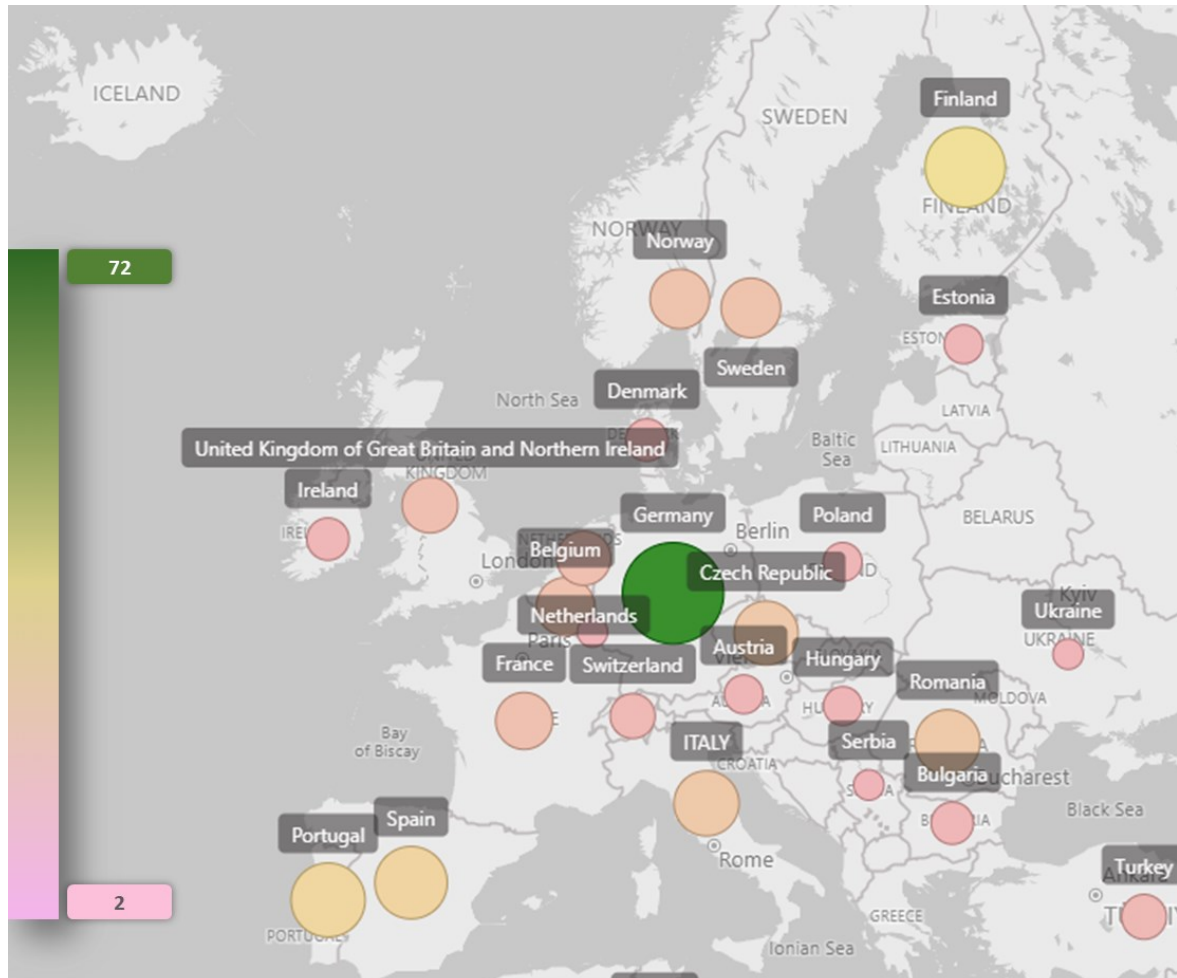 ICELAND
Finland
SWEDEN
FINLAND
NORWAY
Norway
72
Estonia
Sweden
Denmark
North Sea
LATVIA
Baltic
Sea
LITHUANIA
United Kingdom of Great Britain and Northern Ireland
KINGDOM
Ireland
Germany
Poland
BELARUS
Berlin
Belgium
London
Czech Republic
Kyiv
Ukraine
UKRAINE
Netherlands
Paris
Austria
France
Switzerland
Hungary
Romania
MOLDOVA
Bay
of Biscay
ITALY
CROATIA
Serbia
Bulgaria
Bucharest
Black Sea
Spain
Portugal
Rome
Turkey
Ankara
2
PORTUGAL
GREECE
Ionian Sea